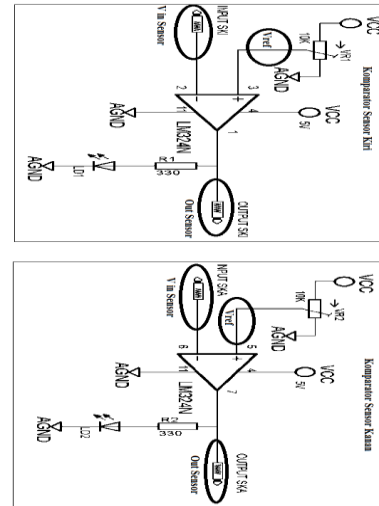 Komparator Sensor Kiri
VCC
10K
VR1
AGND
VCC
5V
Vref
V in Sensor
INPUT SKI
2
3
4
11
1
LM324N
AGND
R1
330
LD1
AGND
Out Sensor
OUTPUT SKI
Komparator Sensor Kanan
VCC
10K
VR2
AGND
VCC
5V
Vref
V in Sensor
INPUT SKA
6
5
4
11
7
LM324N
AGND
R2
330
LD2
AGND
Out Sensor
OUTPUT SKA